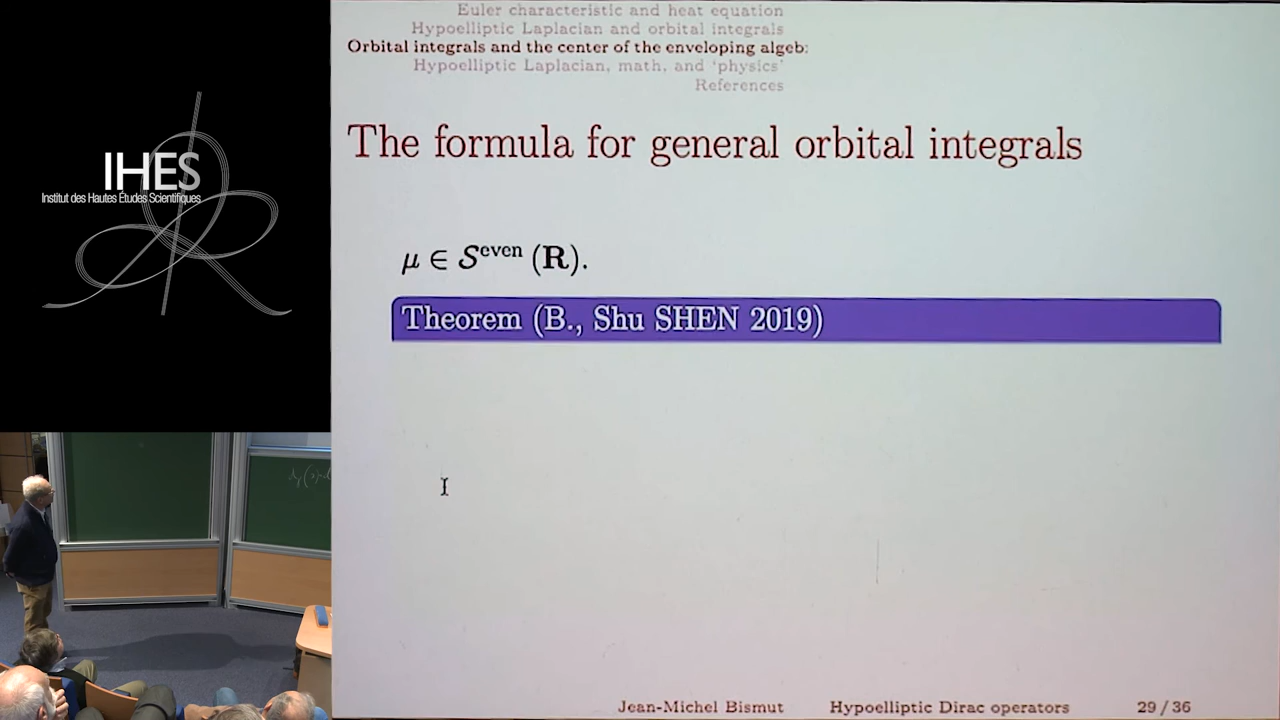 IHES
Institut des Hautes Études Scientifiques
Euler characteristic and heat equation
Hypoelliptic Laplacian and orbital integrals
Orbital integrals and the center of the enveloping algeb
Hypoelliptic Laplacian, math, and ‘physics’
References
The formula for general orbital integrals
μ ∈ 𝒮^even (R).
Theorem (B., Shu SHEN 2019)
Jean-Michel Bismut Hypoelliptic Dirac operators 29 / 36